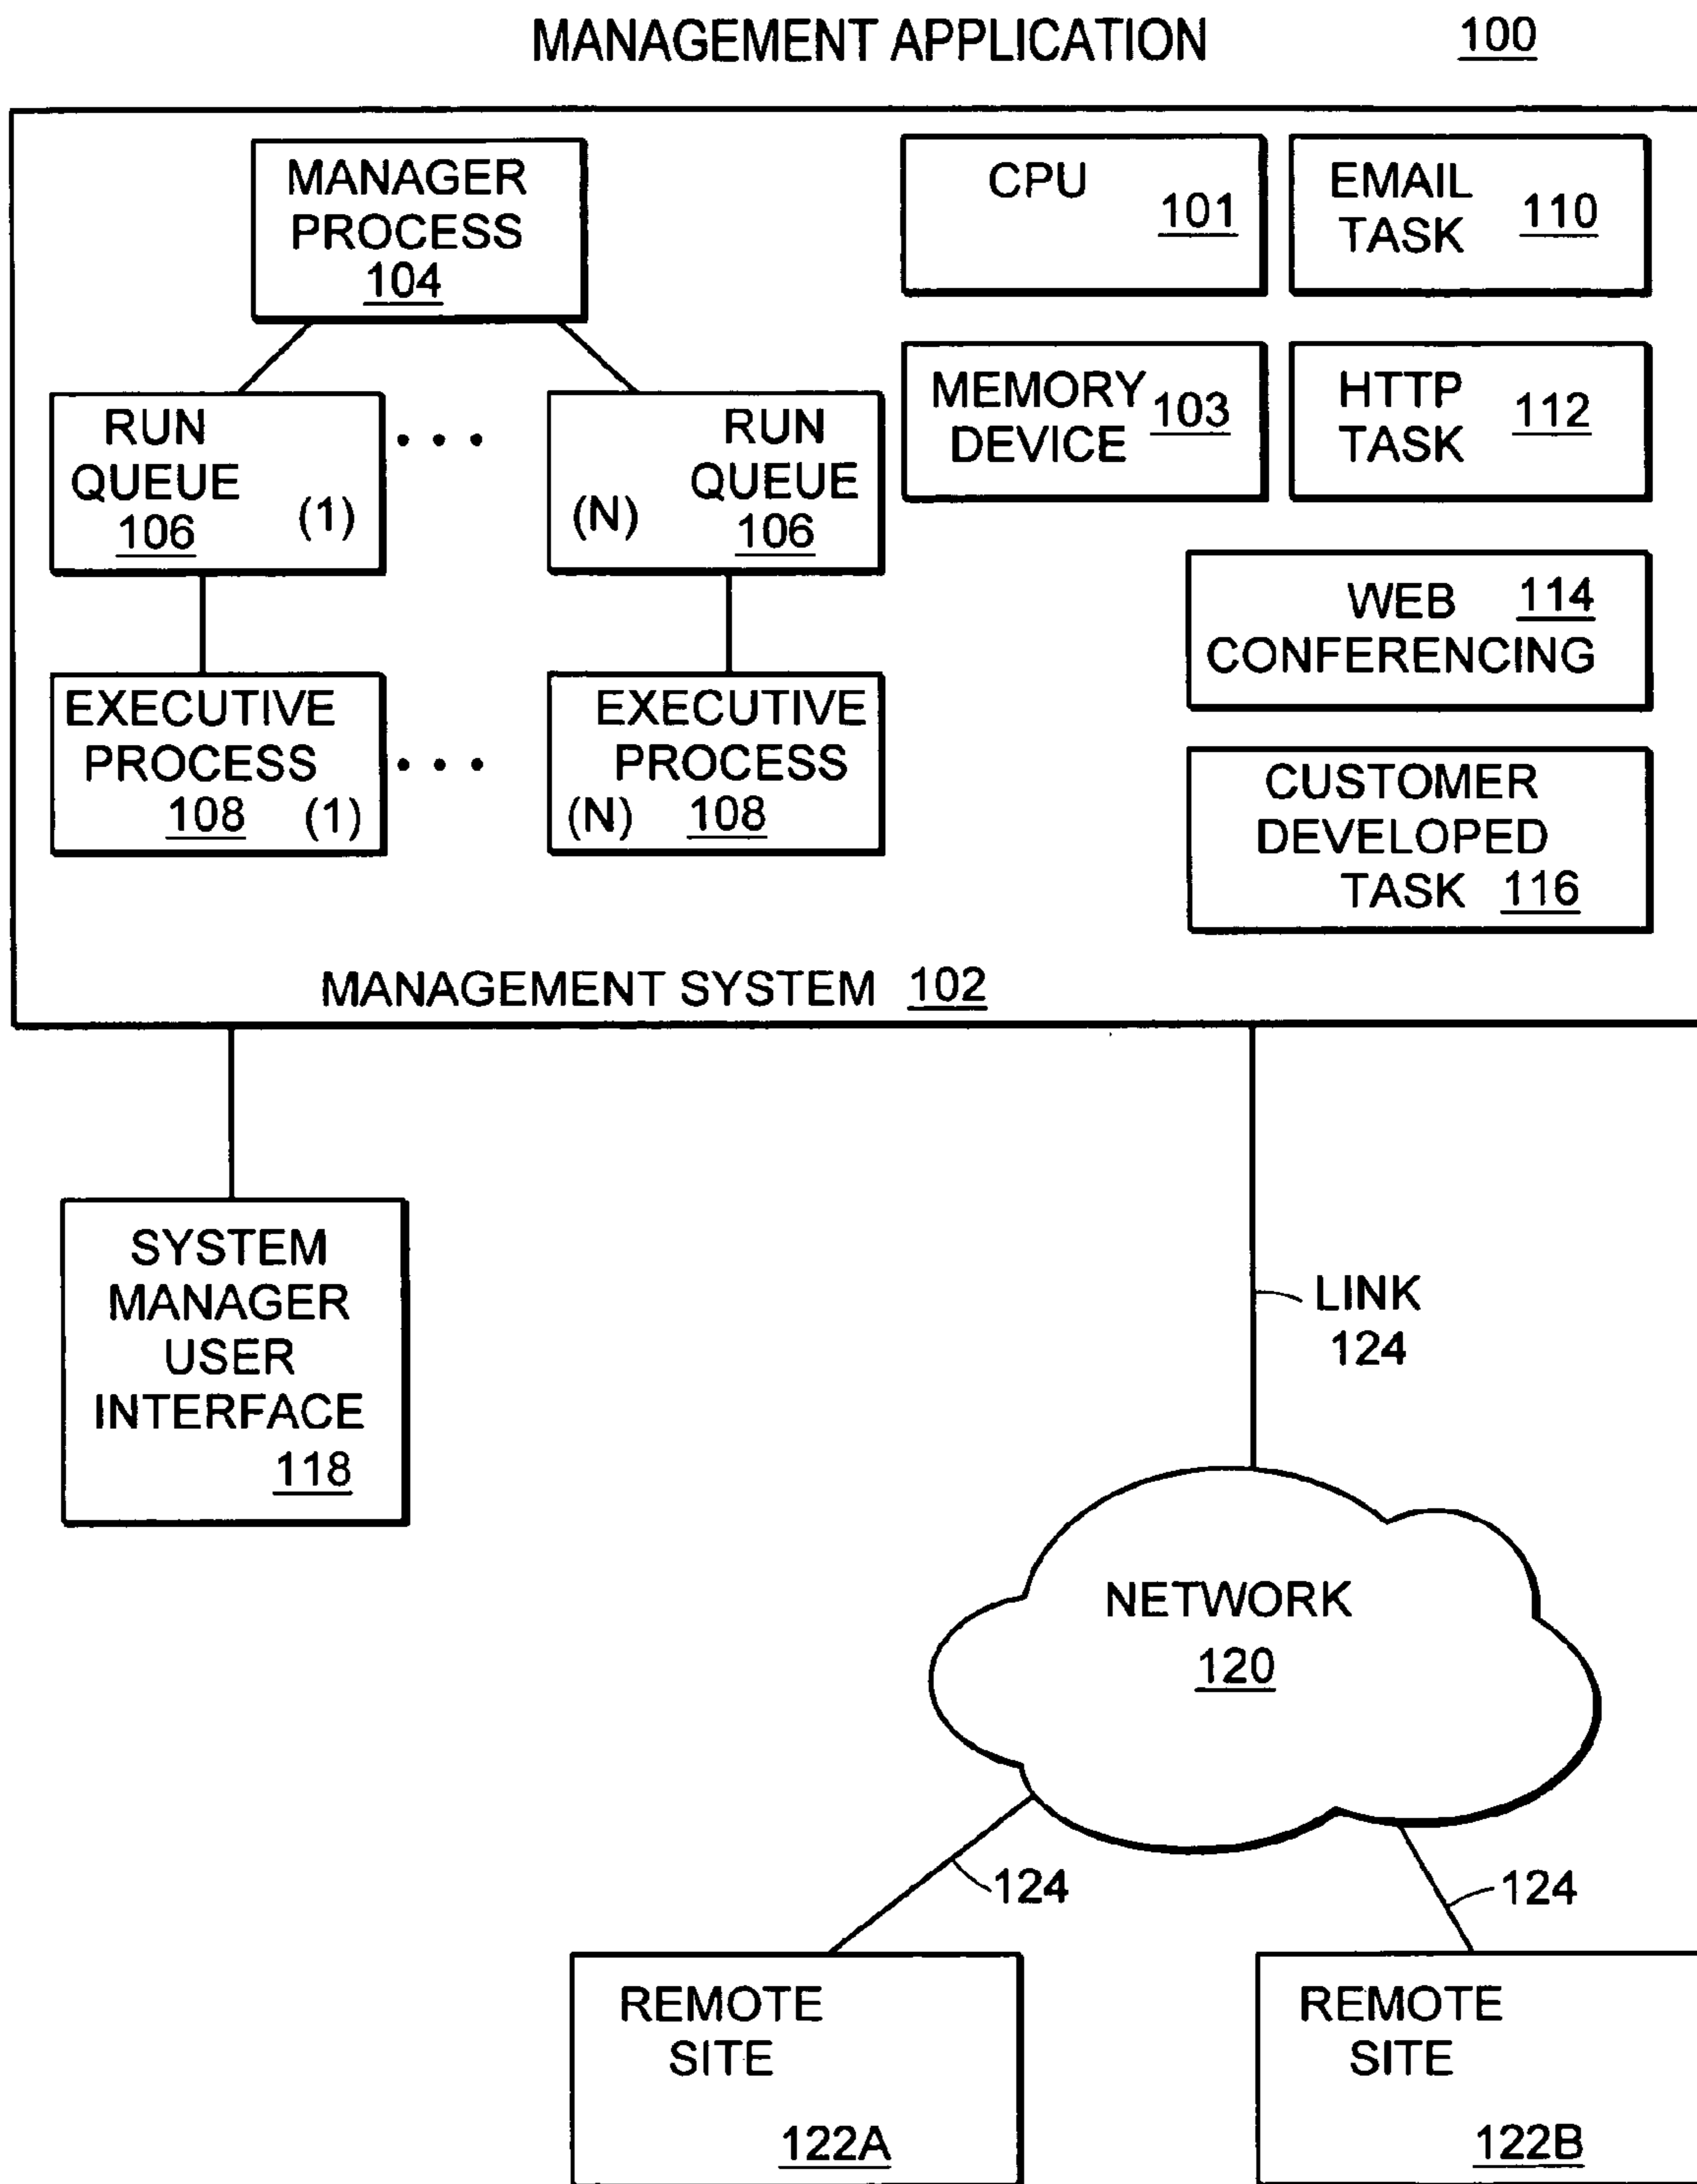 MANAGEMENT APPLICATION 100
MANAGER
PROCESS
104
CPU
101
EMAIL
TASK
110
RUN
QUEUE
106
(1)
• • •
RUN
QUEUE
(N)
106
MEMORY
DEVICE
103
HTTP
TASK
112
WEB 114
CONFERENCING
EXECUTIVE
PROCESS
108 (1)
• • •
EXECUTIVE
PROCESS
(N) 108
CUSTOMER
DEVELOPED
TASK 116
MANAGEMENT SYSTEM 102
SYSTEM
MANAGER
USER
INTERFACE
118
LINK
124
NETWORK
120
124
124
REMOTE
SITE
122A
REMOTE
SITE
122B